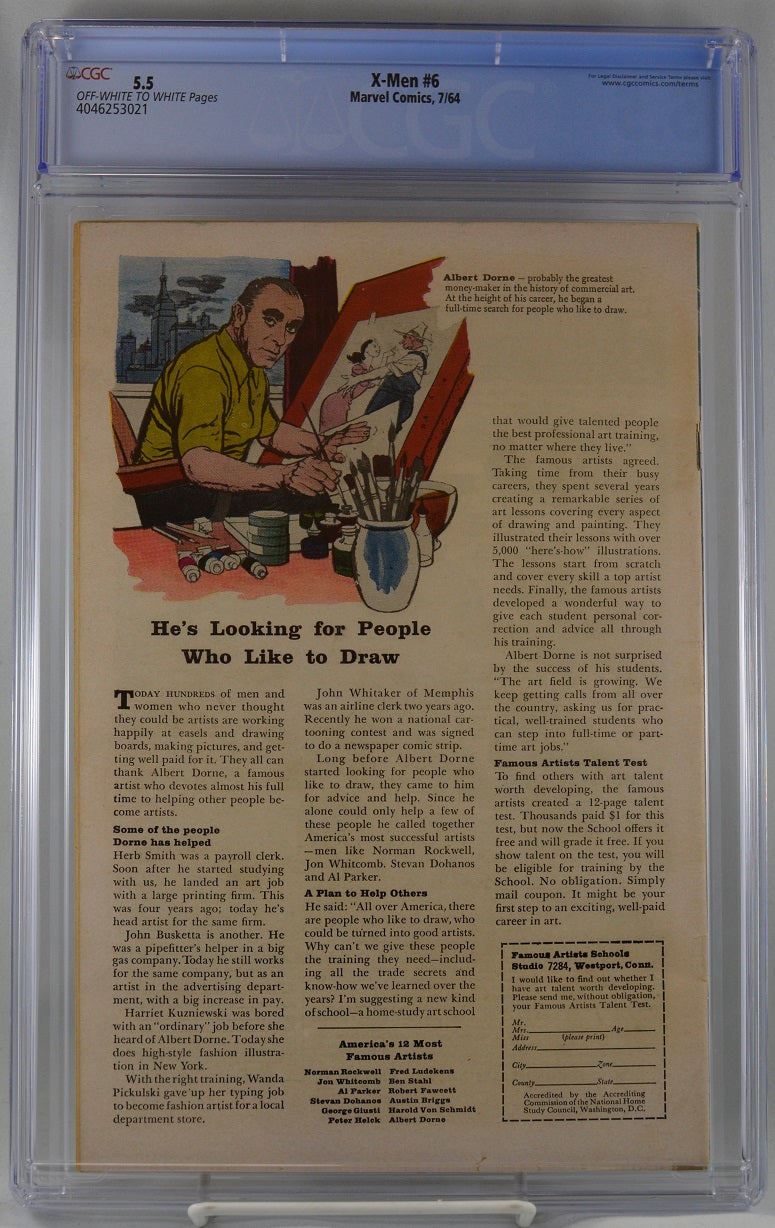 CGC
5.5
OFF-WHITE TO WHITE Pages
4046253021
X-Men #6
Marvel Comics, 7/64
For Legal Disclaimer and Service Terms please visit:
www.cgccomics.com/terms
CGC
Albert Dorne — probably the greatest
money-maker in the history of commercial art.
At the height of his career, he began a
full-time search for people who like to draw.
He's Looking for People
Who Like to Draw
TODAY HUNDREDS of men and
women who never thought
they could be artists are working
happily at easels and drawing
boards, making pictures, and get-
ting well paid for it. They all can
thank Albert Dorne, a famous
artist who devotes almost his full
time to helping other people be-
come artists.
Some of the people
Dorne has helped
Herb Smith was a payroll clerk.
Soon after he started studying
with us, he landed an art job
with a large printing firm. This
was four years ago; today he's
head artist for the same firm.
John Busketta is another. He
was a pipefitter's helper in a big
gas company. Today he still works
for the same company, but as an
artist in the advertising depart-
ment, with a big increase in pay.
Harriet Kuzniewski was bored
with an "ordinary" job before she
heard of Albert Dorne. Today she
does high-style fashion illustra-
tion in New York.
With the right training, Wanda
Pickulski gave up her typing job
to become fashion artist for a local
department store.
John Whitaker of Memphis
was an airline clerk two years ago.
Recently he won a national car-
tooning contest and was signed
to do a newspaper comic strip.
Long before Albert Dorne
started looking for people who
like to draw, they came to him
for advice and help. Since he
alone could only help a few of
these people he called together
America's most successful artists
—men like Norman Rockwell,
Jon Whitcomb, Stevan Dohanos
and Al Parker.
A Plan to Help Others
He said: "All over America, there
are people who like to draw, who
could be turned into good artists.
Why can't we give these people
the training they need—includ-
ing all the trade secrets and
know-how we've learned over the
years? I'm suggesting a new kind
of school—a home-study art school
America's 12 Most
Famous Artists
Norman Rockwell Fred Ludekens
Jon Whitcomb Ben Stahl
Al Parker Robert Fawcett
Stevan Dohanos Austin Briggs
George Giusti Harold Von Schmidt
Peter Helck Albert Dorne
that would give talented people
the best professional art training,
no matter where they live."
The famous artists agreed.
Taking time from their busy
careers, they spent several years
creating a remarkable series of
art lessons covering every aspect
of drawing and painting. They
illustrated their lessons with over
5,000 "here's-how" illustrations.
The lessons start from scratch
and cover every skill a top artist
needs. Finally, the famous artists
developed a wonderful way to
give each student personal cor-
rection and advice all through
his training.
Albert Dorne is not surprised
by the success of his students.
"The art field is growing. We
keep getting calls from all over
the country, asking us for prac-
tical, well-trained students who
can step into full-time or part-
time art jobs."
Famous Artists Talent Test
To find others with art talent
worth developing, the famous
artists created a 12-page talent
test. Thousands paid $1 for this
test, but now the School offers it
free and will grade it free. If you
show talent on the test, you will
be eligible for training by the
School. No obligation. Simply
mail coupon. It might be your
first step to an exciting, well-paid
career in art.
Famous Artists Schools
Studio 7284, Westport, Conn.
I would like to find out whether I
have art talent worth developing.
Please send me, without obligation,
your Famous Artists Talent Test.
Mr.
Mrs. Age
Miss (please print)
Address
City Zone
County State
Accredited by the Accrediting
Commission of the National Home
Study Council, Washington, D.C.